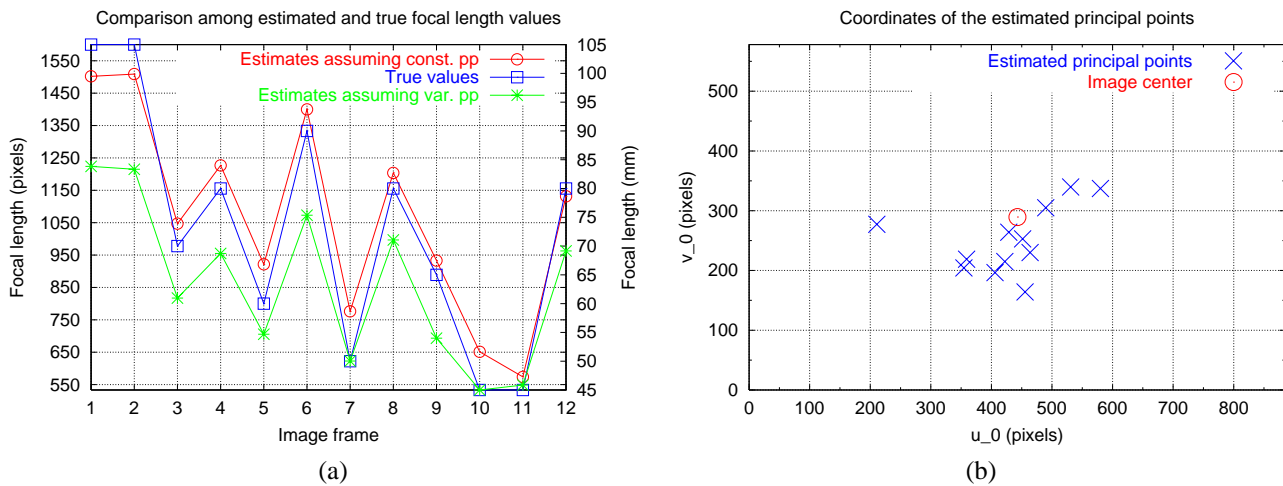 Comparison among estimated and true focal length values
Estimates assuming const. pp
True values
Estimates assuming var. pp
Focal length (pixels)
1550
1450
1350
1250
1150
1050
950
850
750
650
550
105
100
95
90
85
80
75
70
65
60
55
50
45
Focal length (mm)
1 2 3 4 5 6 7 8 9 10 11 12
Image frame
(a)
Coordinates of the estimated principal points
Estimated principal points
Image center
v_0 (pixels)
500
400
300
200
100
0
0 100 200 300 400 500 600 700 800
u_0 (pixels)
(b)